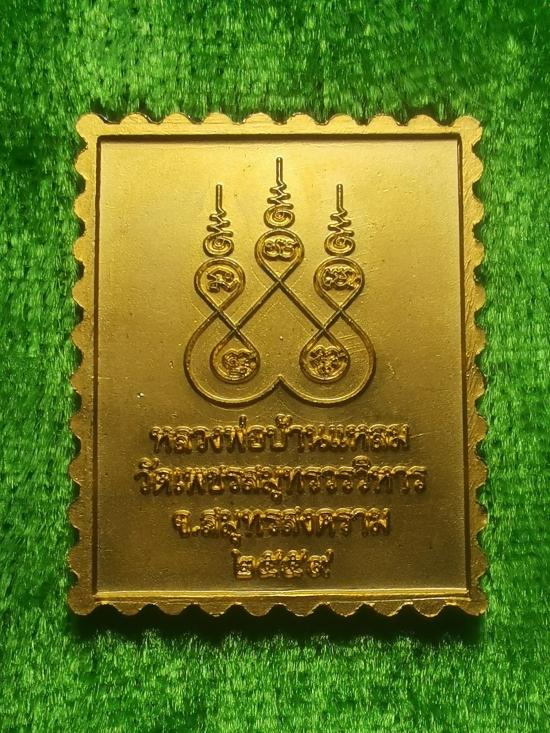 หลวงพ่อบ้านแหลม
วัดเพชรสมุทรวรวิหาร
จ.สมุทรสงคราม
๒๕๕๙